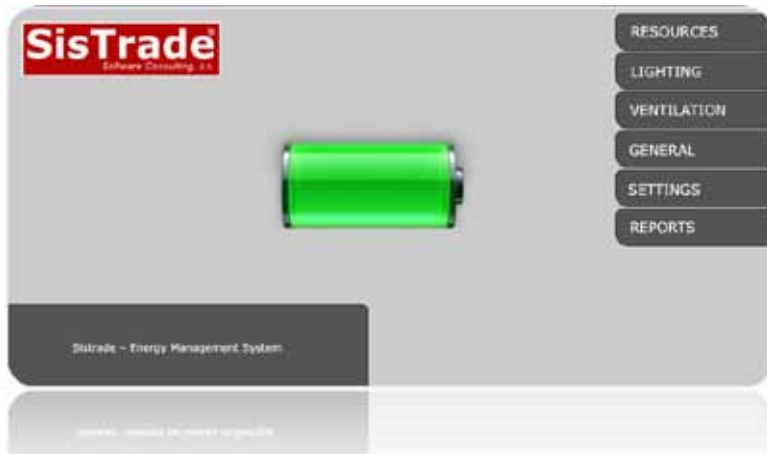 SisTrade
Software Consulting, s.a.
RESOURCES
LIGHTING
VENTILATION
GENERAL
SETTINGS
REPORTS
Sistrade – Energy Management System